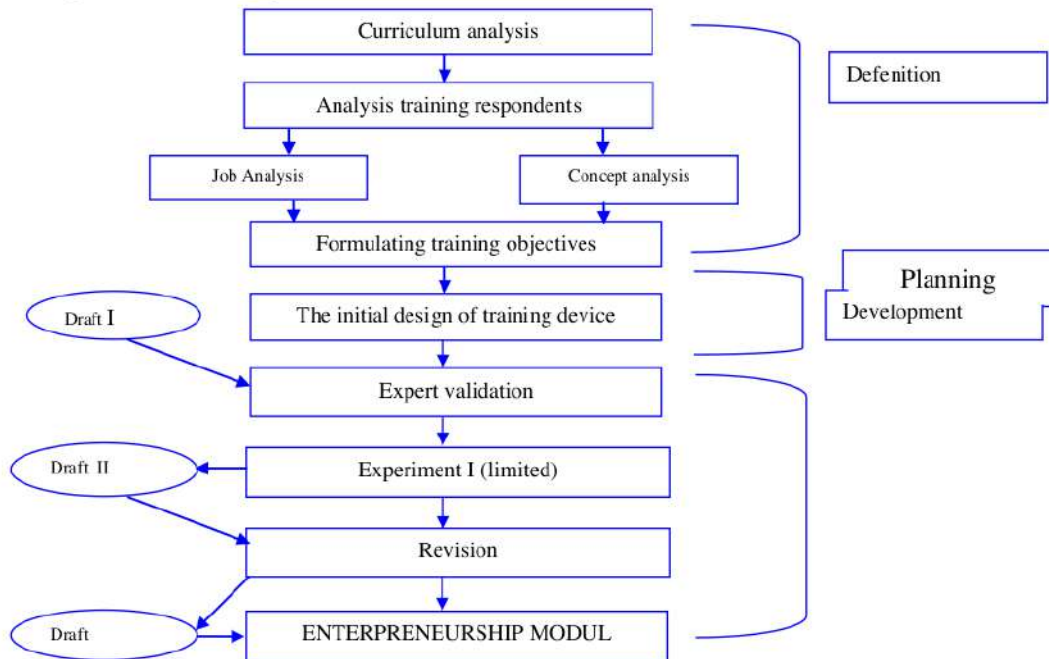 Curriculum analysis
Defenition
Analysis training respondents
Job Analysis
Concept analysis
Formulating training objectives
Planning
Development
Draft I
The initial design of training device
Expert validation
Draft II
Experiment I (limited)
Revision
Draft
ENTERPRENEURSHIP MODUL